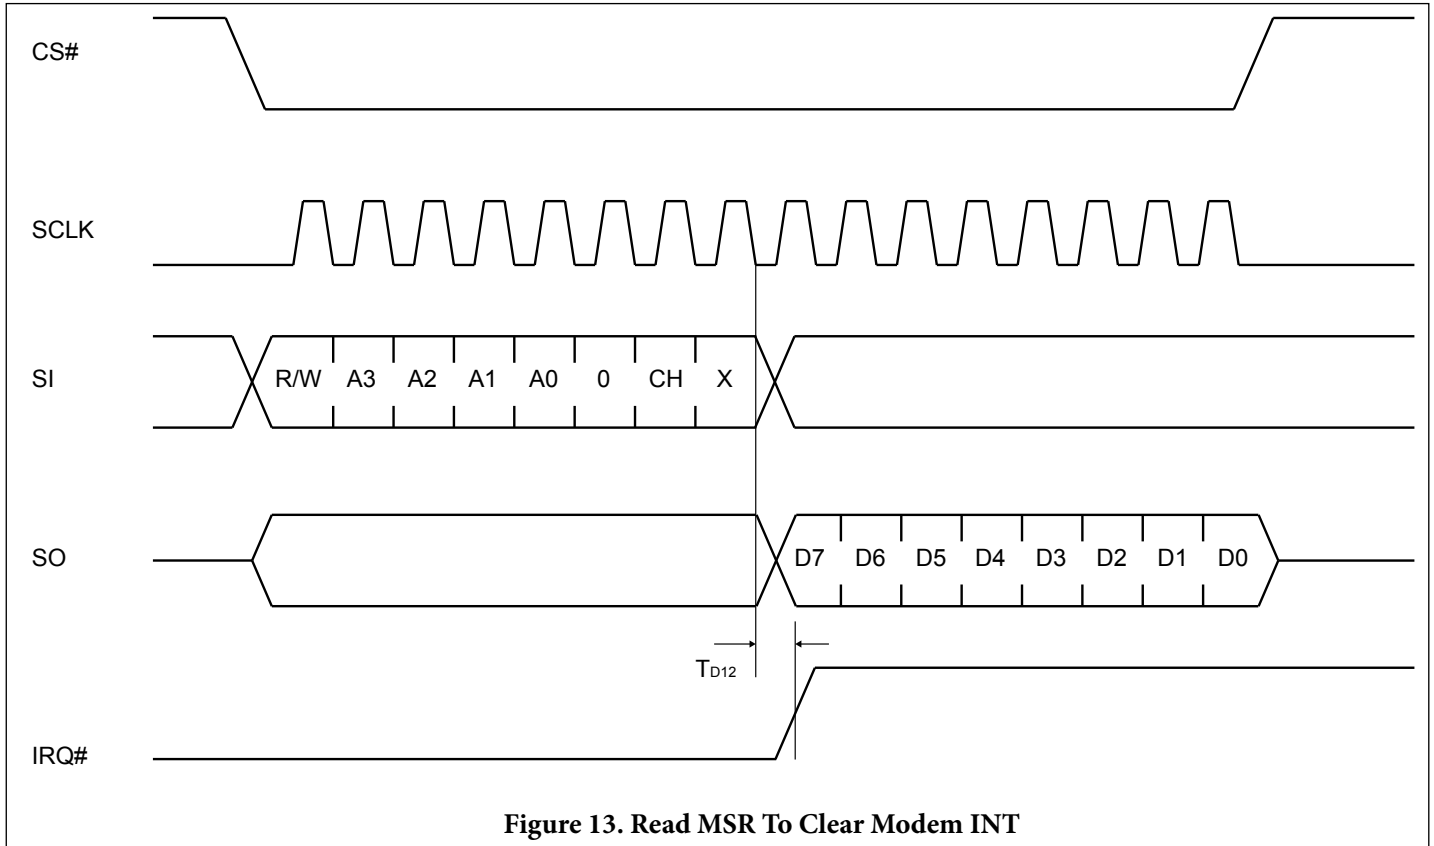 CS#
SCLK
SI R/W A3 A2 A1 A0 0 CH X
SO D7 D6 D5 D4 D3 D2 D1 D0
TD12
IRQ#
Figure 13. Read MSR To Clear Modem INT